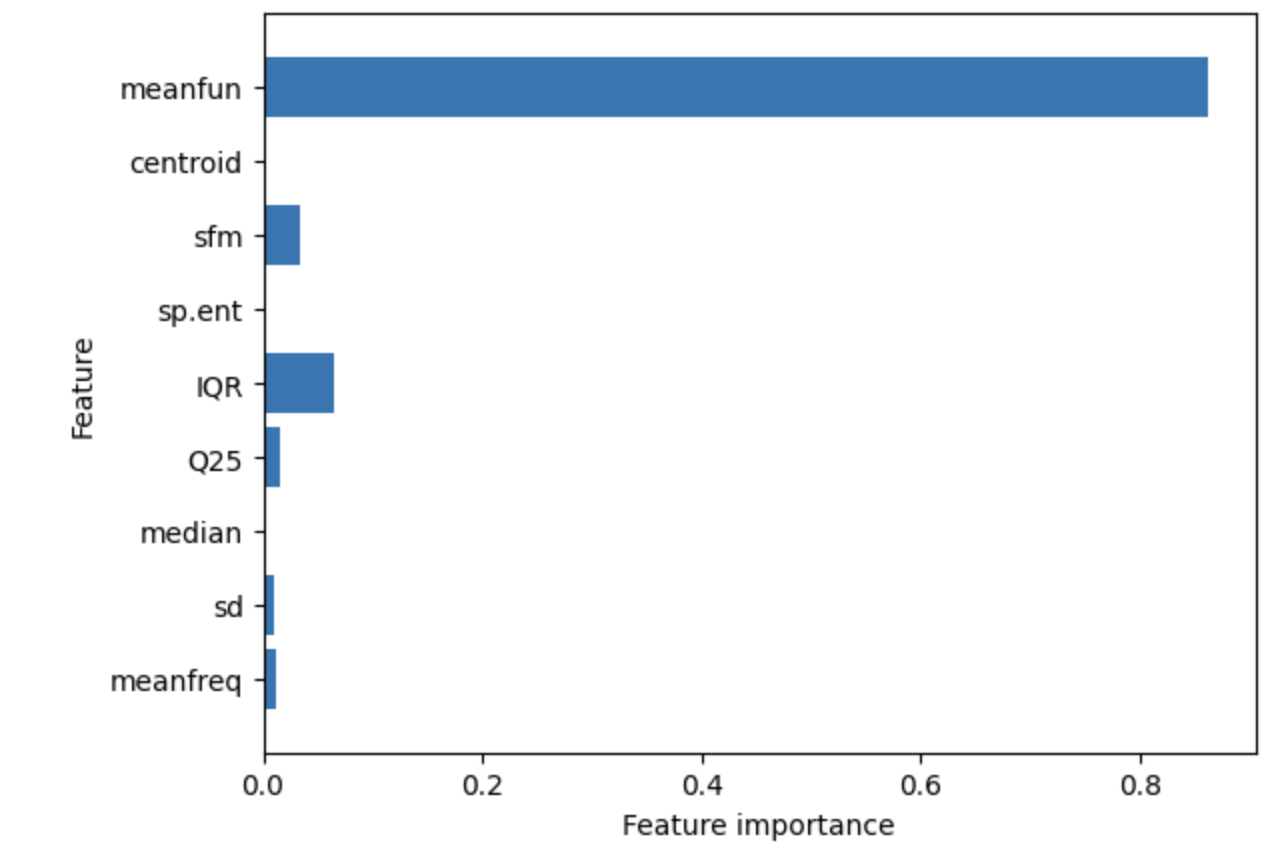 meanfun
centroid
sfm
sp.ent
IQR
Q25
median
sd
meanfreq
Feature
0.0 0.2 0.4 0.6 0.8
Feature importance